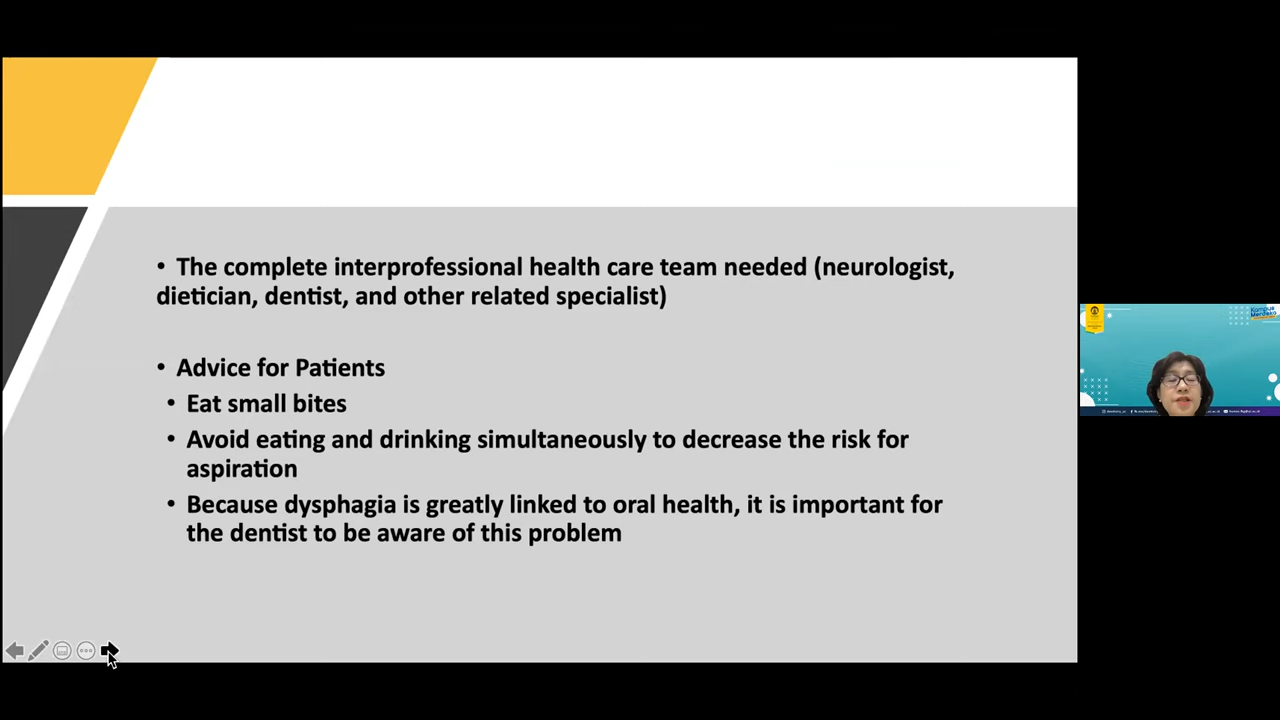 • The complete interprofessional health care team needed (neurologist,
dietician, dentist, and other related specialist)
• Advice for Patients
• Eat small bites
• Avoid eating and drinking simultaneously to decrease the risk for
aspiration
• Because dysphagia is greatly linked to oral health, it is important for
the dentist to be aware of this problem
Kampus
Merdeka